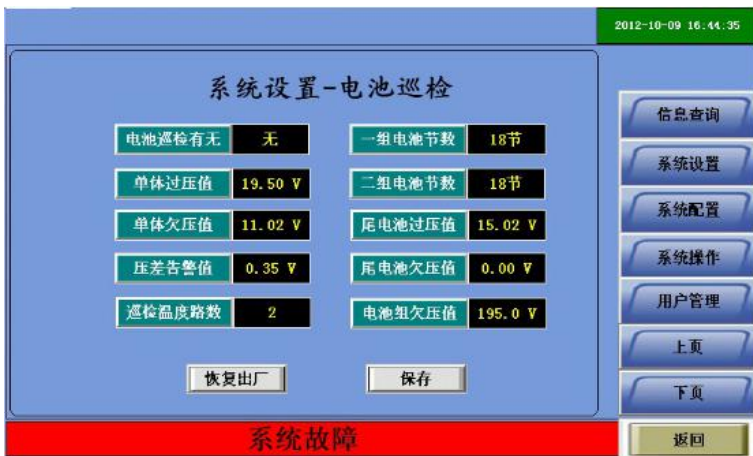 2012-10-09 16:44:35
系统设置-电池巡检
电池巡检有无 无 一组电池节数 18节
单体过压值 19.50 V 二组电池节数 18节
单体欠压值 11.02 V 尾电池过压值 15.02 V
压差告警值 0.35 V 尾电池欠压值 0.00 V
巡检温度路数 2 电池组欠压值 195.0 V
恢复出厂 保存
信息查询
系统设置
系统配置
系统操作
用户管理
上页
下页
系统故障
返回